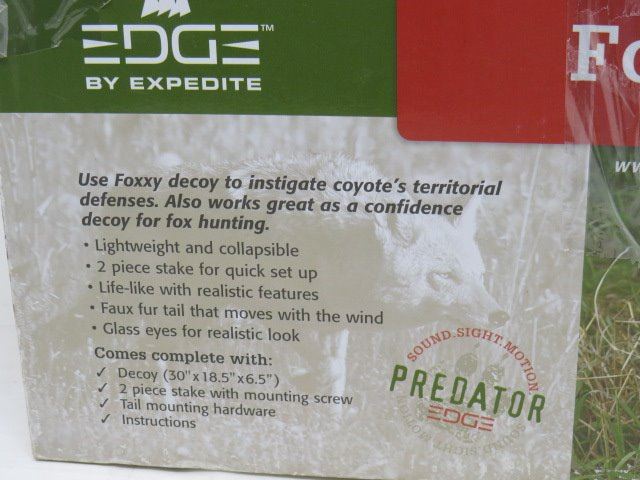 EDGE™
BY EXPEDITE
Fo
ww
Use Foxxy decoy to instigate coyote's territorial
defenses. Also works great as a confidence
decoy for fox hunting.
• Lightweight and collapsible
• 2 piece stake for quick set up
• Life-like with realistic features
• Faux fur tail that moves with the wind
• Glass eyes for realistic look
Comes complete with:
✓ Decoy (30"x18.5"x6.5")
✓ 2 piece stake with mounting screw
✓ Tail mounting hardware
✓ Instructions
SOUND.SIGHT.MOTION
PREDATOR
EDGE